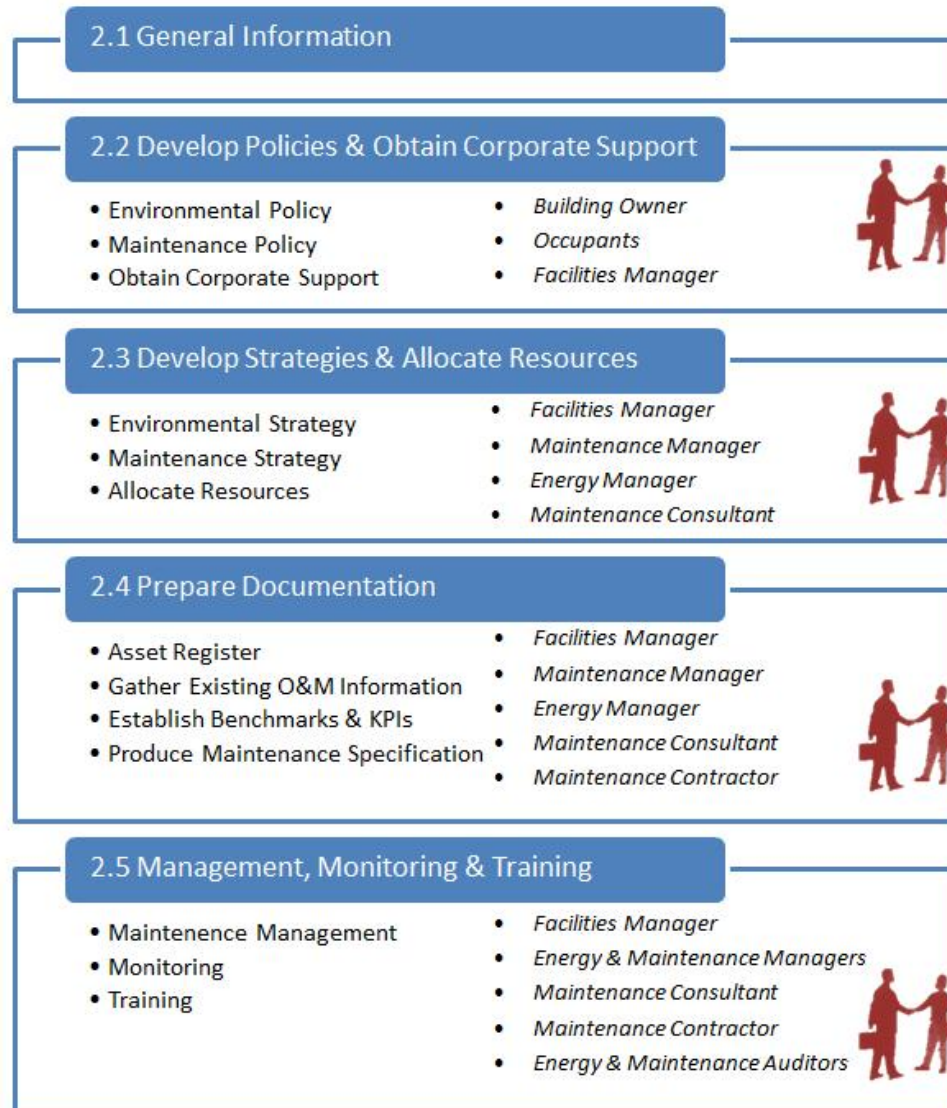 2.1 General Information
2.2 Develop Policies & Obtain Corporate Support
• Environmental Policy
• Maintenance Policy
• Obtain Corporate Support
• Building Owner
• Occupants
• Facilities Manager
2.3 Develop Strategies & Allocate Resources
• Environmental Strategy
• Maintenance Strategy
• Allocate Resources
• Facilities Manager
• Maintenance Manager
• Energy Manager
• Maintenance Consultant
2.4 Prepare Documentation
• Asset Register
• Gather Existing O&M Information
• Establish Benchmarks & KPIs
• Produce Maintenance Specification
• Facilities Manager
• Maintenance Manager
• Energy Manager
• Maintenance Consultant
• Maintenance Contractor
2.5 Management, Monitoring & Training
• Maintenence Management
• Monitoring
• Training
• Facilities Manager
• Energy & Maintenance Managers
• Maintenance Consultant
• Maintenance Contractor
• Energy & Maintenance Auditors